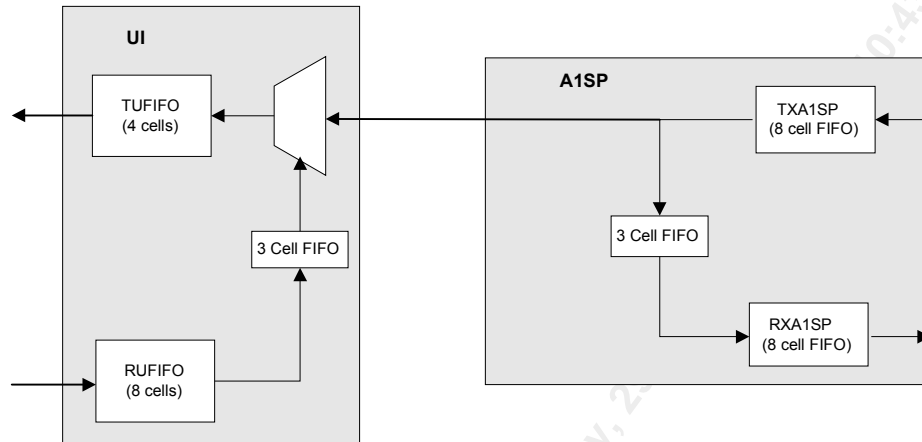 UI
A1SP
TUFIFO
(4 cells)
TXA1SP
(8 cell FIFO)
3 Cell FIFO
3 Cell FIFO
RUFIFO
(8 cells)
RXA1SP
(8 cell FIFO)